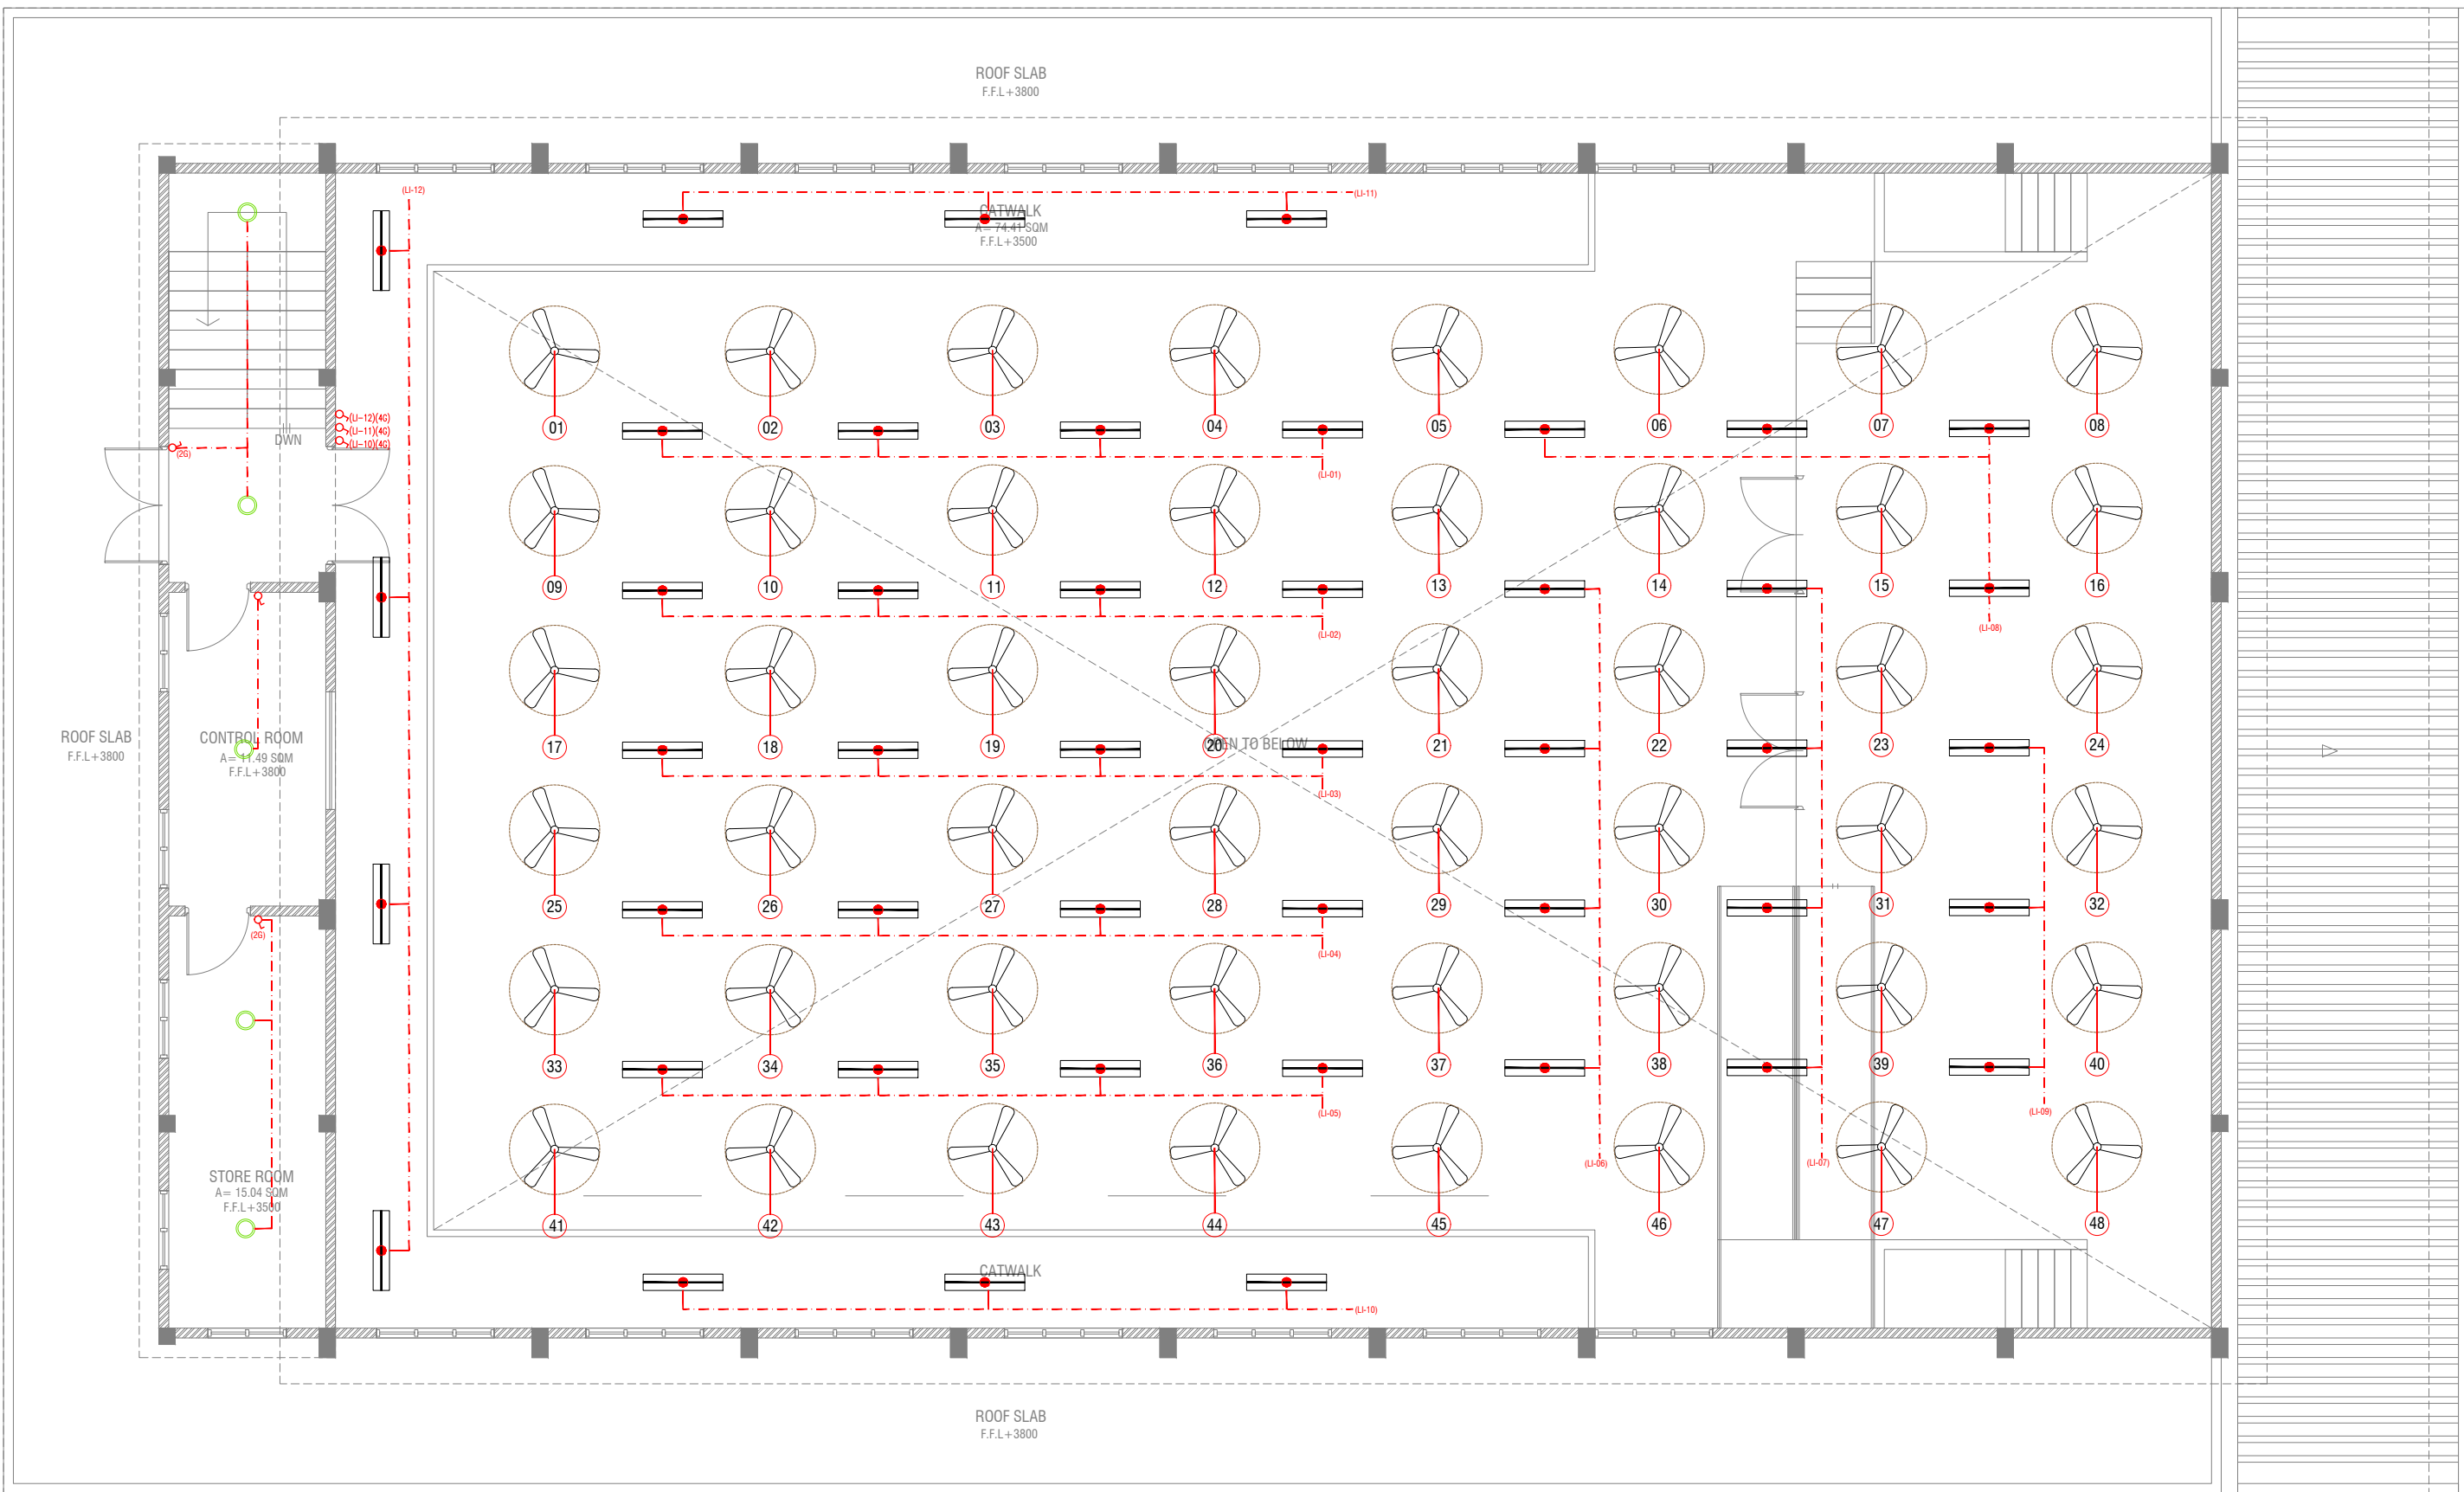 ROOF SLAB
F.F.L+3800
(LI-12)
(LI-11)
CATWALK
A= 74.41 SQM
F.F.L+3500
(LI-12)(4G)
(LI-11)(4G)
(LI-10)(4G)
DWN
(2G)
01
02
03
04
05
06
07
08
(LI-01)
09
10
11
12
13
14
15
16
(LI-02)
(LI-08)
ROOF SLAB
F.F.L+3800
CONTROL ROOM
A= 11.49 SQM
F.F.L+3800
17
18
19
20
OPEN TO BELOW
21
22
23
24
(LI-03)
25
26
27
28
29
30
31
32
(2G)
(LI-04)
33
34
35
36
37
38
39
40
(LI-05)
(LI-09)
(LI-06)
(LI-07)
STORE ROOM
A= 15.04 SQM
F.F.L+3500
41
42
43
44
45
46
47
48
CATWALK
(LI-10)
ROOF SLAB
F.F.L+3800